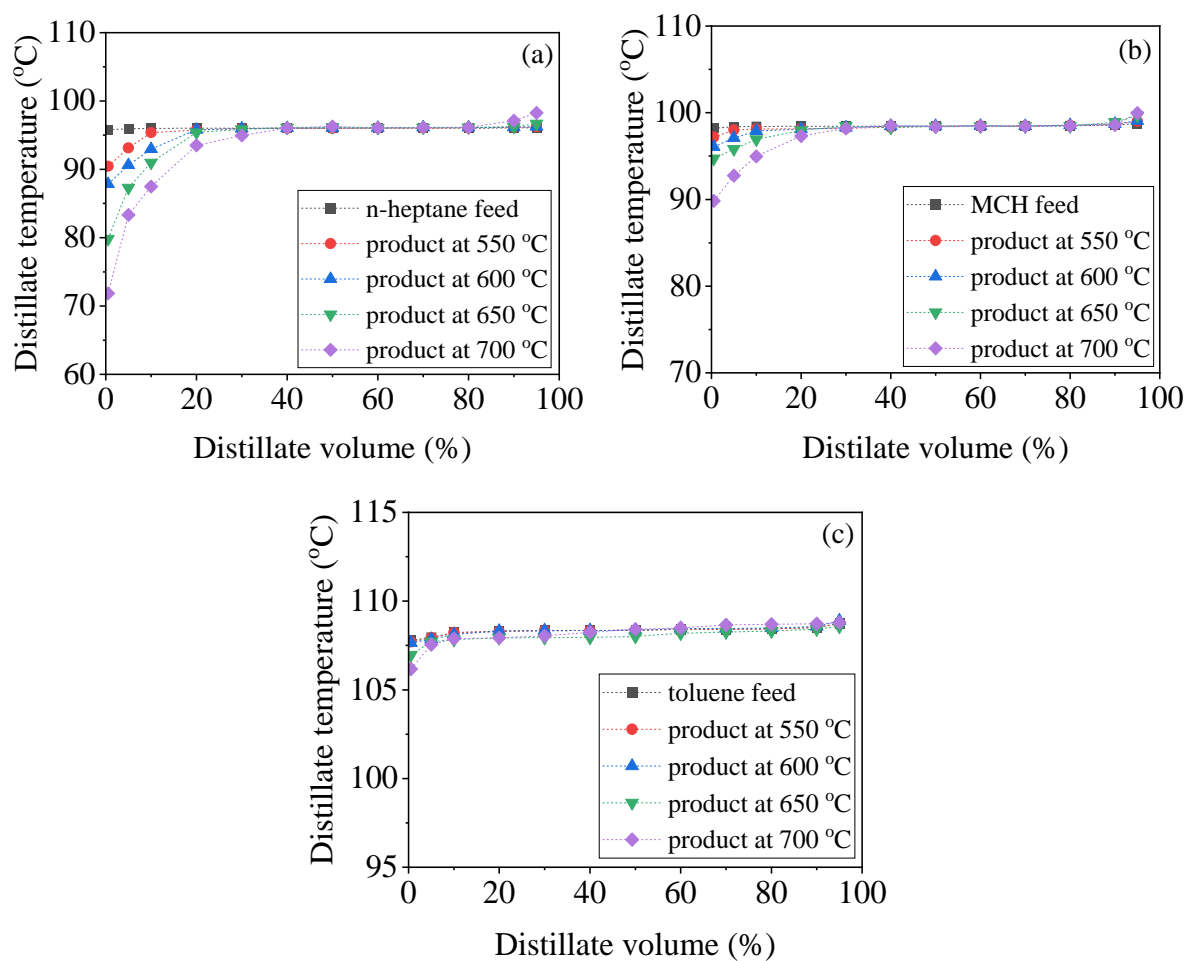 (a)
Distillate temperature (°C)
110
100
90
80
70
60
n-heptane feed
product at 550 °C
product at 600 °C
product at 650 °C
product at 700 °C
0 20 40 60 80 100
Distillate volume (%)
(b)
Distillate temperature (°C)
110
100
90
80
70
MCH feed
product at 550 °C
product at 600 °C
product at 650 °C
product at 700 °C
0 20 40 60 80 100
Distilate volume (%)
(c)
Distillate temperature (°C)
115
110
105
100
95
toluene feed
product at 550 °C
product at 600 °C
product at 650 °C
product at 700 °C
0 20 40 60 80 100
Distillate volume (%)